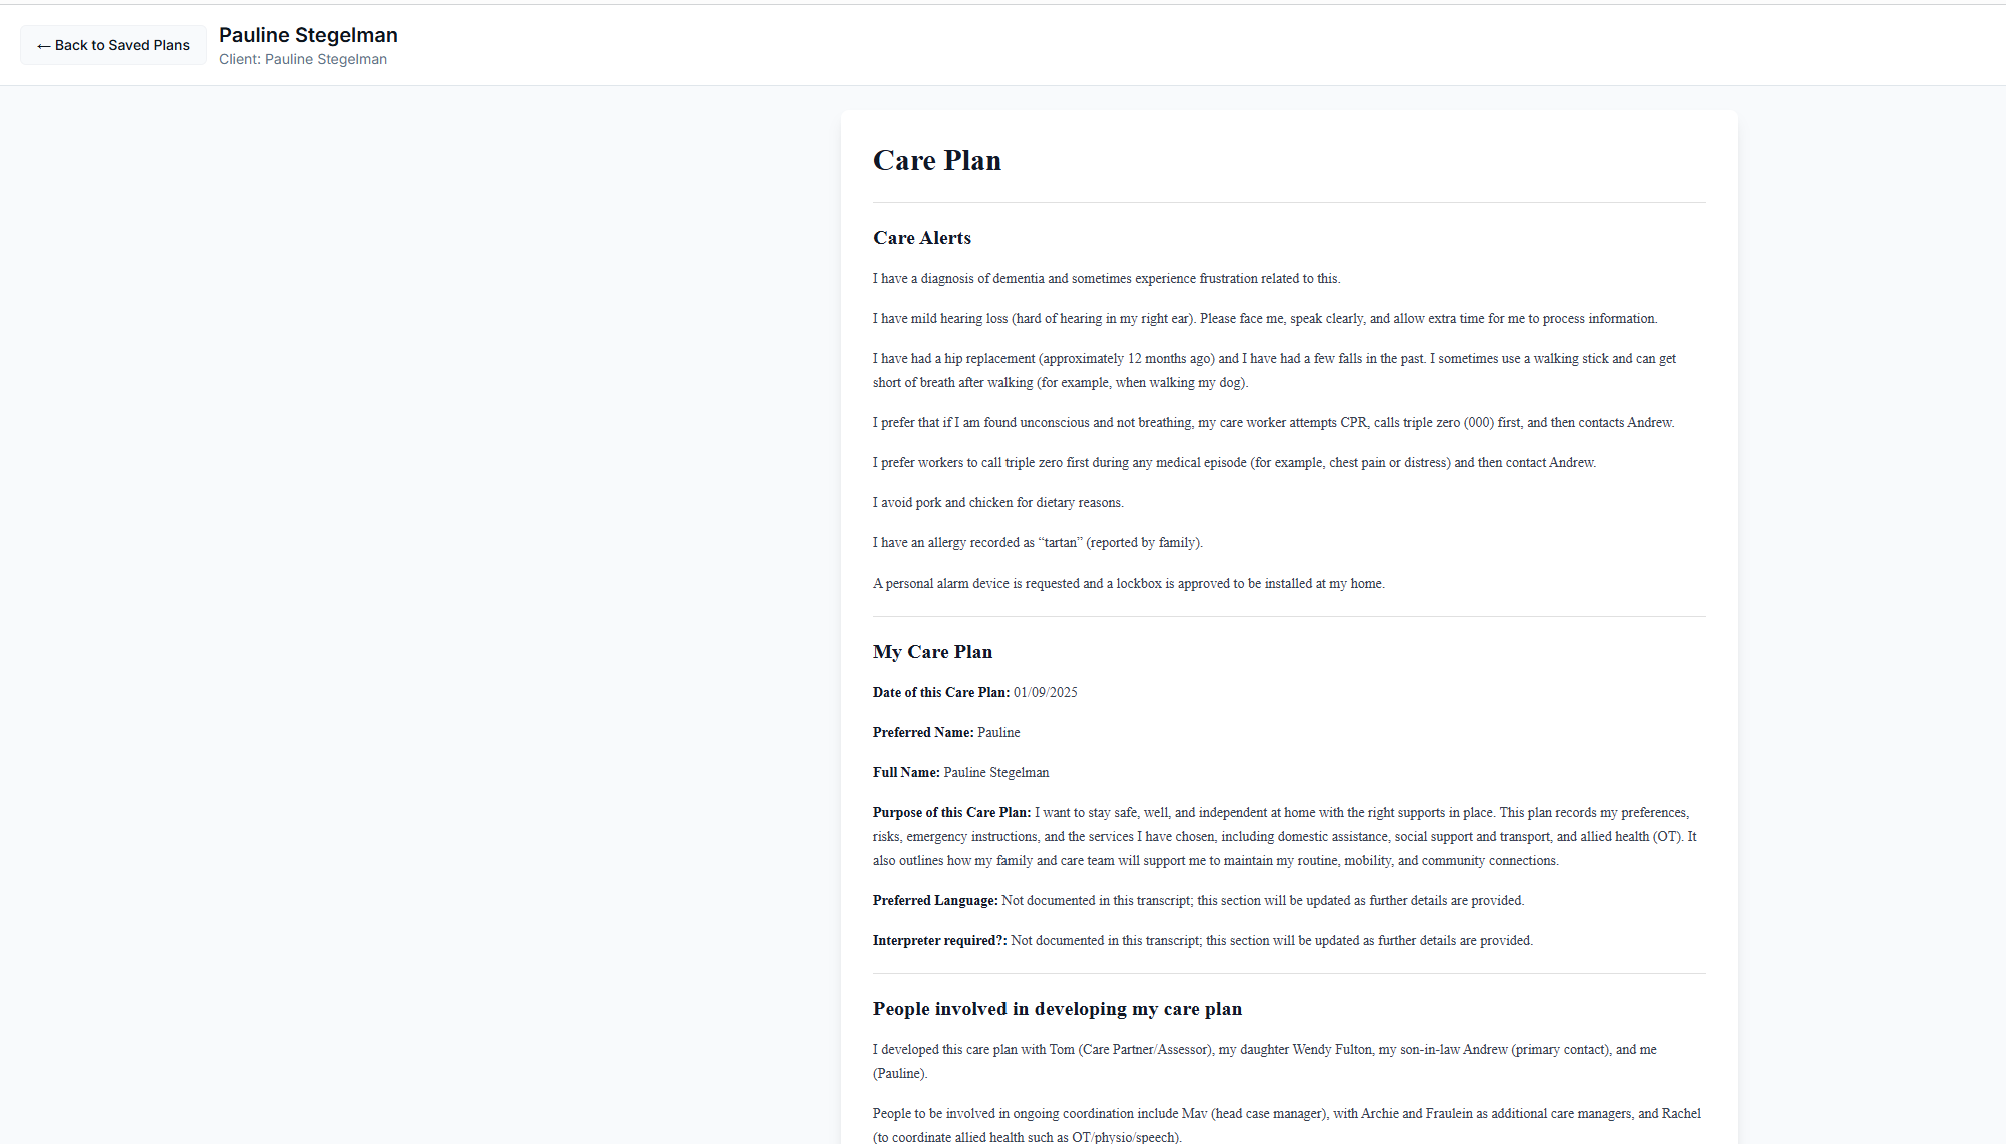 ← Back to Saved Plans
Pauline Stegelman
Client: Pauline Stegelman
Care Plan
Care Alerts
I have a diagnosis of dementia and sometimes experience frustration related to this.
I have mild hearing loss (hard of hearing in my right ear). Please face me, speak clearly, and allow extra time for me to process information.
I have had a hip replacement (approximately 12 months ago) and I have had a few falls in the past. I sometimes use a walking stick and can get
short of breath after walking (for example, when walking my dog).
I prefer that if I am found unconscious and not breathing, my care worker attempts CPR, calls triple zero (000) first, and then contacts Andrew.
I prefer workers to call triple zero first during any medical episode (for example, chest pain or distress) and then contact Andrew.
I avoid pork and chicken for dietary reasons.
I have an allergy recorded as “tartan” (reported by family).
A personal alarm device is requested and a lockbox is approved to be installed at my home.
My Care Plan
Date of this Care Plan: 01/09/2025
Preferred Name: Pauline
Full Name: Pauline Stegelman
Purpose of this Care Plan: I want to stay safe, well, and independent at home with the right supports in place. This plan records my preferences,
risks, emergency instructions, and the services I have chosen, including domestic assistance, social support and transport, and allied health (OT). It
also outlines how my family and care team will support me to maintain my routine, mobility, and community connections.
Preferred Language: Not documented in this transcript; this section will be updated as further details are provided.
Interpreter required?: Not documented in this transcript; this section will be updated as further details are provided.
People involved in developing my care plan
I developed this care plan with Tom (Care Partner/Assessor), my daughter Wendy Fulton, my son-in-law Andrew (primary contact), and me
(Pauline).
People to be involved in ongoing coordination include Mav (head case manager), with Archie and Fraulein as additional care managers, and Rachel
(to coordinate allied health such as OT/physio/speech).